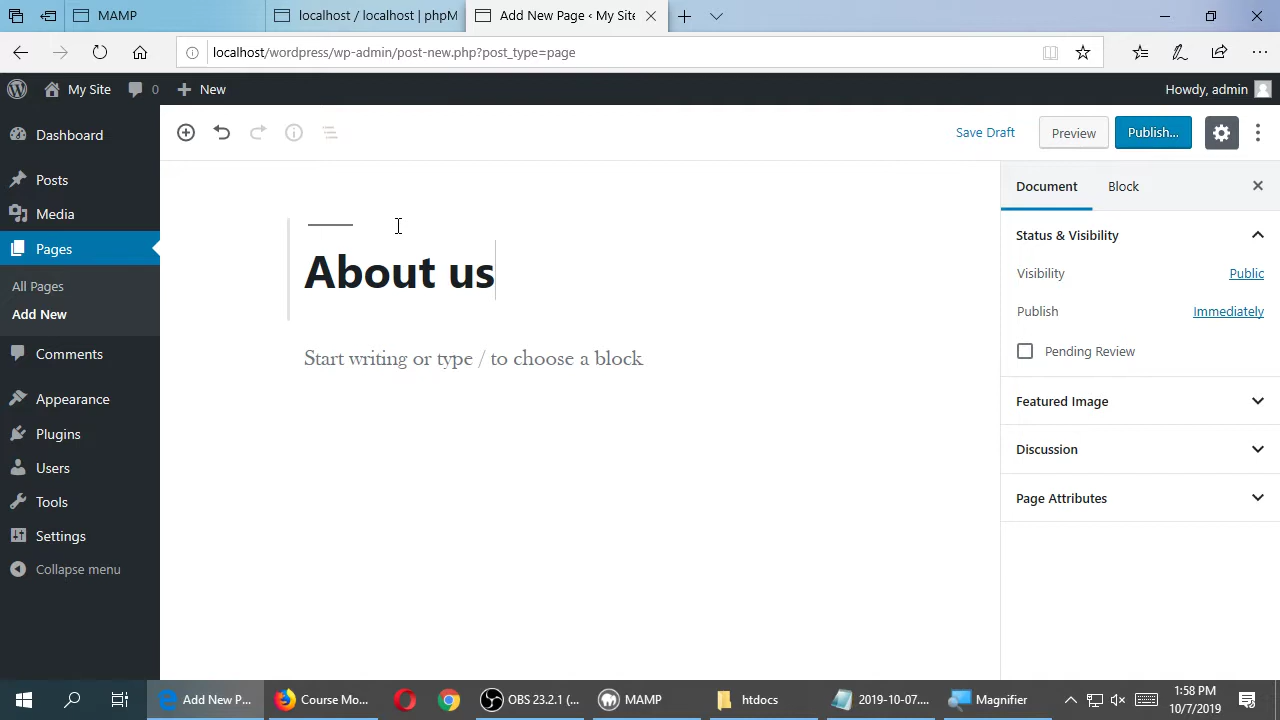 MAMP
localhost / localhost | phpM
Add New Page ‹ My Site
localhost/wordpress/wp-admin/post-new.php?post_type=page
My Site
0
New
Howdy, admin
Dashboard
Posts
Media
Pages
All Pages
Add New
Comments
Appearance
Plugins
Users
Tools
Settings
Collapse menu
Save Draft
Preview
Publish...
About us
Start writing or type / to choose a block
Document
Block
Status & Visibility
Visibility
Public
Publish
Immediately
Pending Review
Featured Image
Discussion
Page Attributes
Add New P...
Course Mo...
OBS 23.2.1 (...
MAMP
htdocs
2019-10-07....
Magnifier
1:58 PM
10/7/2019